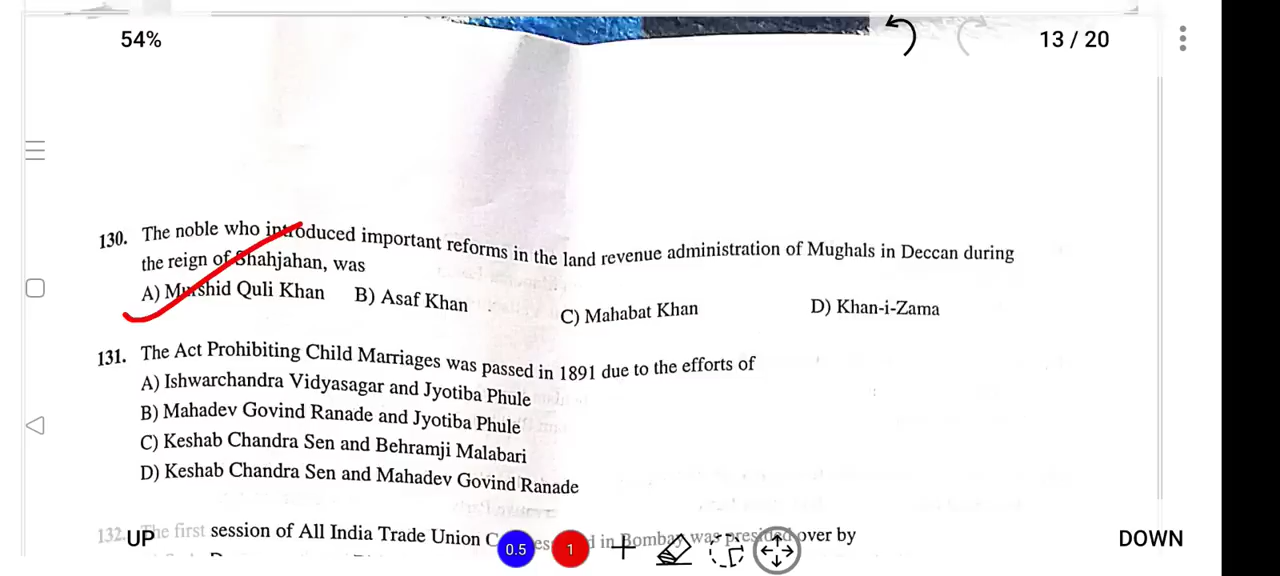 54%
13 / 20
130. The noble who introduced important reforms in the land revenue administration of Mughals in Deccan during
the reign of Shahjahan, was
A) Murshid Quli Khan B) Asaf Khan C) Mahabat Khan D) Khan-i-Zama
131. The Act Prohibiting Child Marriages was passed in 1891 due to the efforts of
A) Ishwarchandra Vidyasagar and Jyotiba Phule
B) Mahadev Govind Ranade and Jyotiba Phule
C) Keshab Chandra Sen and Behramji Malabari
D) Keshab Chandra Sen and Mahadev Govind Ranade
132. The first session of All India Trade Union in Bombay was presided over by
UP
0.5
1
DOWN